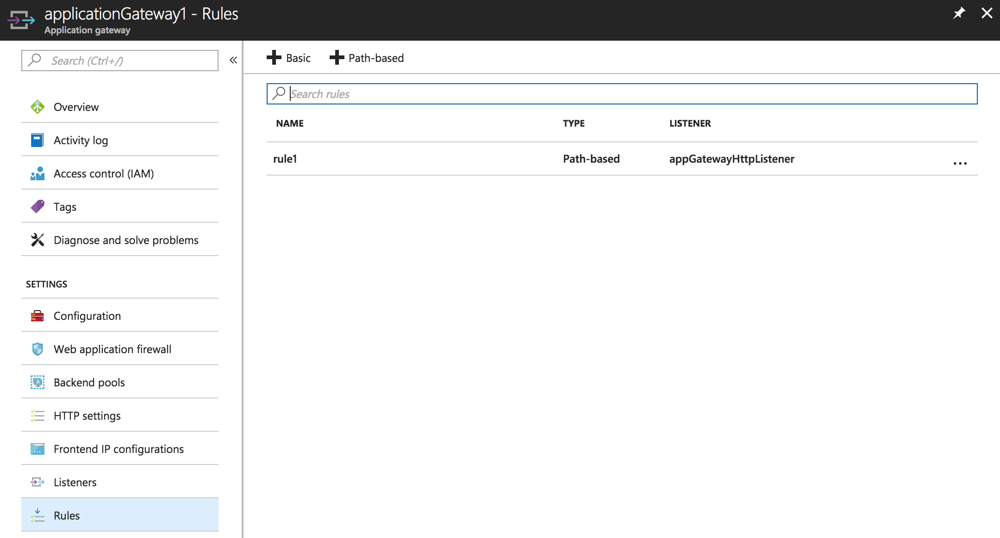 applicationGateway1 - Rules
Application gateway
Search (Ctrl+/)
«
Overview
Activity log
Access control (IAM)
Tags
Diagnose and solve problems
SETTINGS
Configuration
Web application firewall
Backend pools
HTTP settings
Frontend IP configurations
Listeners
Rules
Basic Path-based
Search rules
NAME TYPE LISTENER
rule1 Path-based appGatewayHttpListener ...